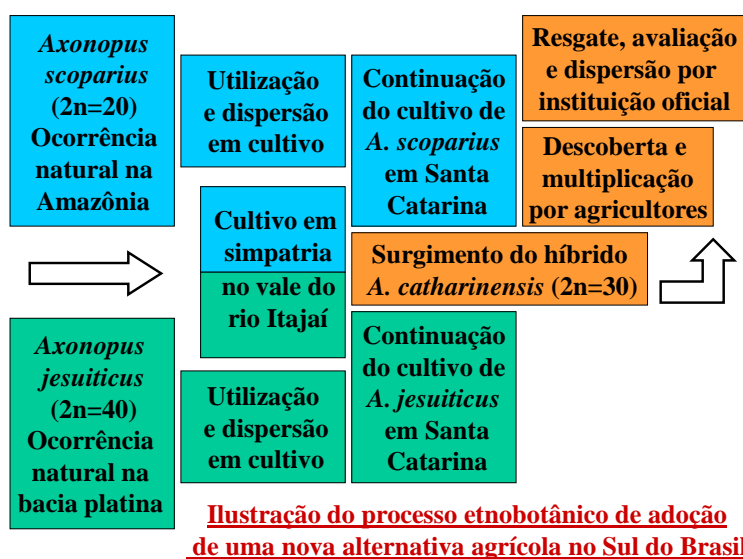 Axonopus
scoparius
(2n=20)
Ocorrência
natural na
Amazônia
Utilização
e dispersão
em cultivo
Continuação
do cultivo de
A. scoparius
em Santa
Catarina
Resgate, avaliação
e dispersão por
instituição oficial
Descoberta e
multiplicação
por agricultores
Cultivo em
simpatria
no vale do
rio Itajaí
Surgimento do híbrido
A. catharinensis (2n=30)
Axonopus
jesuiticus
(2n=40)
Ocorrência
natural na
bacia platina
Utilização
e dispersão
em cultivo
Continuação
do cultivo de
A. jesuiticus
em Santa
Catarina
Ilustração do processo etnobotânico de adoção
de uma nova alternativa agrícola no Sul do Brasil